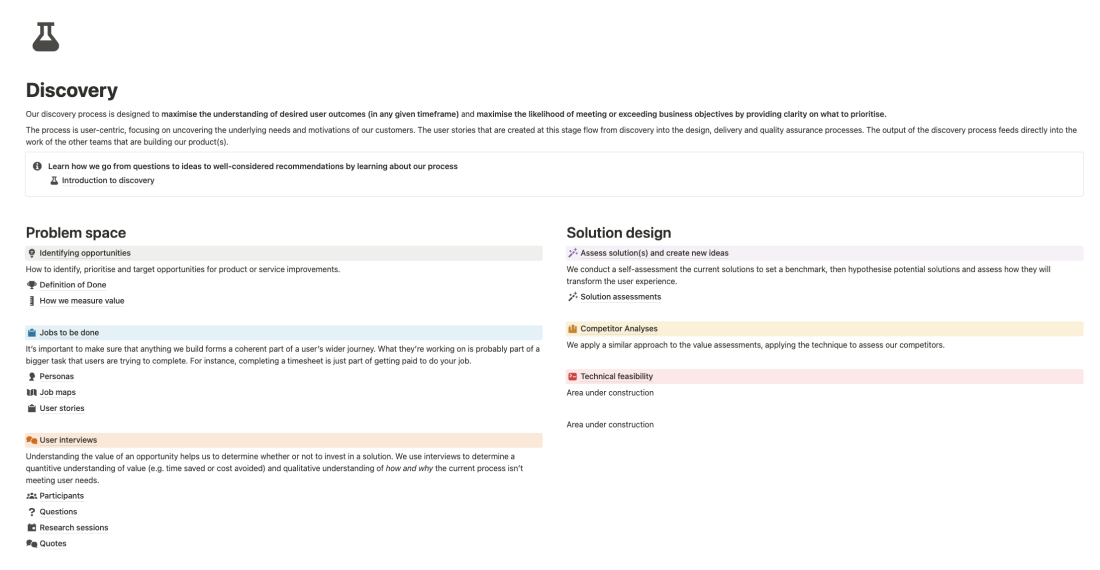 Discovery
Our discovery process is designed to maximise the understanding of desired user outcomes (in any given timeframe) and maximise the likelihood of meeting or exceeding business objectives by providing clarity on what to prioritise.
The process is user-centric, focusing on uncovering the underlying needs and motivations of our customers. The user stories that are created at this stage flow from discovery into the design, delivery and quality assurance processes. The output of the discovery process feeds directly into the
work of the other teams that are building our product(s).
Learn how we go from questions to ideas to well-considered recommendations by learning about our process
Introduction to discovery
Problem space
Identifying opportunities
How to identify, prioritise and target opportunities for product or service improvements.
Definition of Done
How we measure value
Jobs to be done
It's important to make sure that anything we build forms a coherent part of a user's wider journey. What they're working on is probably part of a
bigger task that users are trying to complete. For instance, completing a timesheet is just part of getting paid to do your job.
Personas
Job maps
User stories
User interviews
Understanding the value of an opportunity helps us to determine whether or not to invest in a solution. We use interviews to determine a
quantitive understanding of value (e.g. time saved or cost avoided) and qualitative understanding of how and why the current process isn't
meeting user needs.
Participants
Questions
Research sessions
Quotes
Solution design
Assess solution(s) and create new ideas
We conduct a self-assessment the current solutions to set a benchmark, then hypothesise potential solutions and assess how they will
transform the user experience.
Solution assessments
Competitor Analyses
We apply a similar approach to the value assessments, applying the technique to assess our competitors.
Technical feasibility
Area under construction
Area under construction